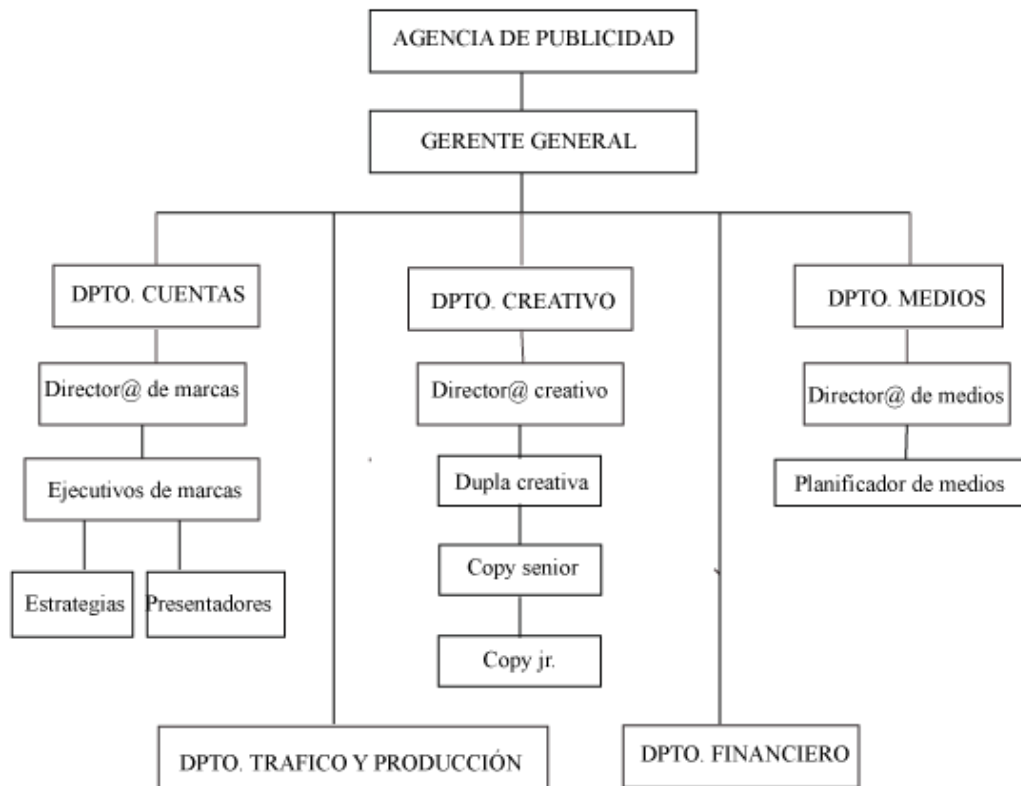 AGENCIA DE PUBLICIDAD
GERENTE GENERAL
DPTO. CUENTAS
DPTO. CREATIVO
DPTO. MEDIOS
Director@ de marcas
Director@ creativo
Director@ de medios
Ejecutivos de marcas
Dupla creativa
Planificador de medios
Estrategias
Presentadores
Copy senior
Copy jr.
DPTO. TRAFICO Y PRODUCCIÓN
DPTO. FINANCIERO